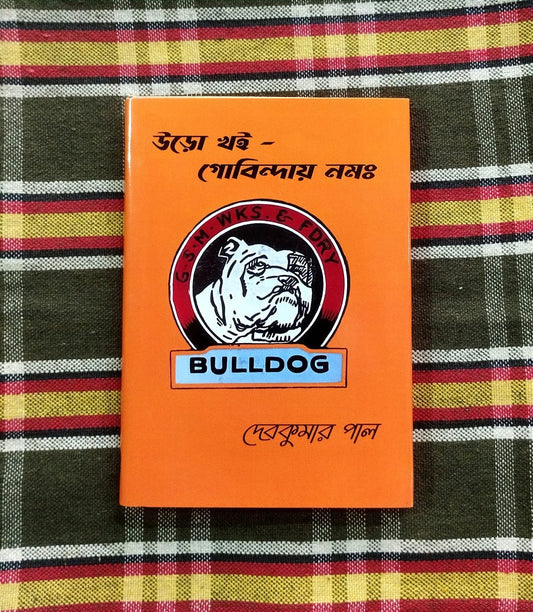 উড়ো খই -
গোবিন্দায় নমঃ
G·S·M·WKS. & FDRY
BULLDOG
দেবকুমার পাল